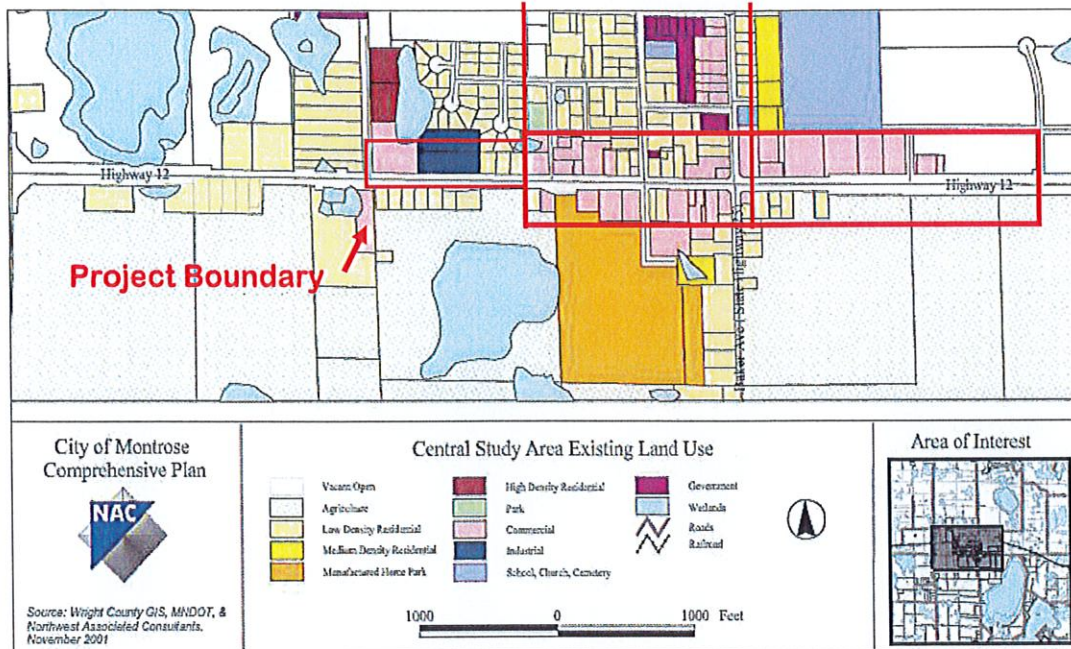 Highway 12
Highway 12
Project Boundary
Baker Ave ( State Highway 25
City of Montrose
Comprehensive Plan
NAC
Source: Wright County GIS, MNDOT, &
Northwest Associated Consultants,
November 2001
Central Study Area Existing Land Use
Vacant Open
Agriculture
Low Density Residential
Medium Density Residential
Manufactured Home Park
High Density Residential
Park
Commercial
Industrial
School, Church, Cemetery
Government
Wetlands
Roads
Railroad
1000 0 1000 Feet
Area of Interest